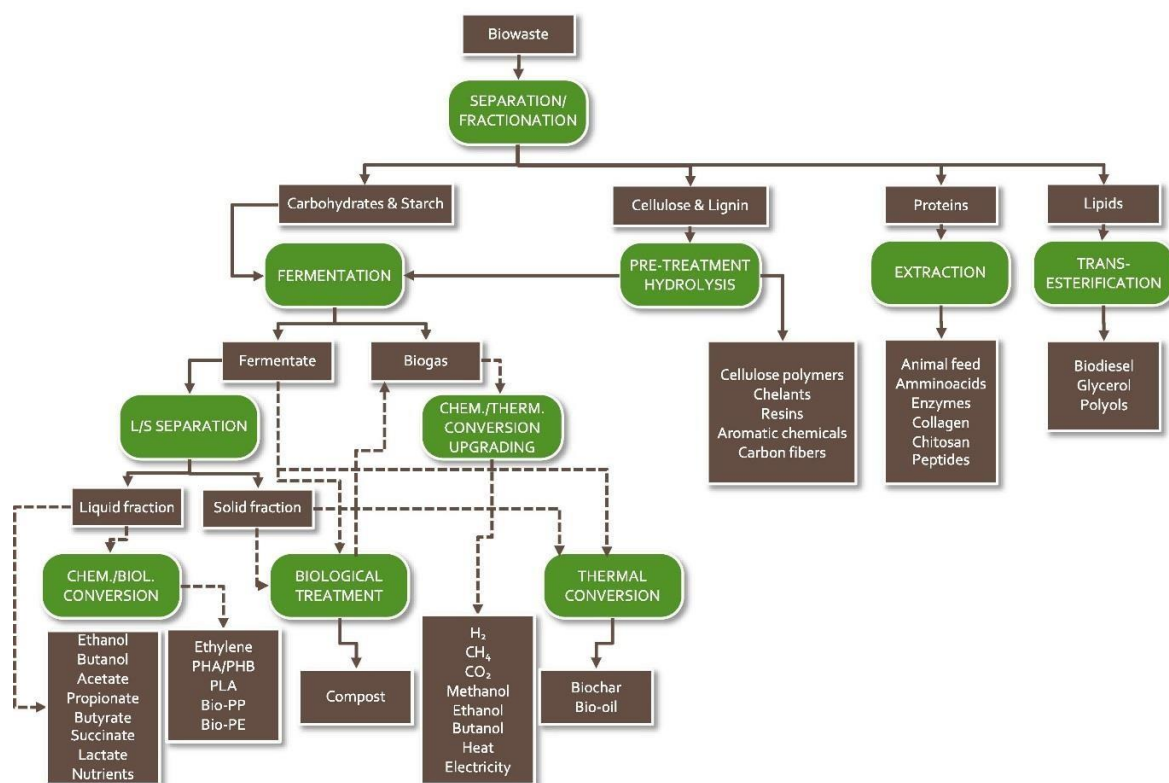 Biowaste
SEPARATION/
FRACTIONATION
Carbohydrates & Starch
Cellulose & Lignin
Proteins
Lipids
FERMENTATION
PRE-TREATMENT
HYDROLYSIS
EXTRACTION
TRANS-
ESTERIFICATION
Fermentate
Biogas
Cellulose polymers
Chelants
Resins
Aromatic chemicals
Carbon fibers
Animal feed
Amminoacids
Enzymes
Collagen
Chitosan
Peptides
Biodiesel
Glycerol
Polyols
L/S SEPARATION
CHEM./THERM.
CONVERSION
UPGRADING
Liquid fraction
Solid fraction
CHEM./BIOL.
CONVERSION
BIOLOGICAL
TREATMENT
THERMAL
CONVERSION
Ethanol
Butanol
Acetate
Propionate
Butyrate
Succinate
Lactate
Nutrients
Ethylene
PHA/PHB
PLA
Bio-PP
Bio-PE
Compost
H₂
CH₄
CO₂
Methanol
Ethanol
Butanol
Heat
Electricity
Biochar
Bio-oil